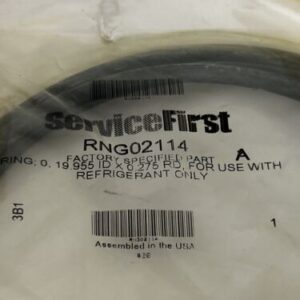 serviceFirst
RNG02114
FACTORY SPECIFIED PART A
RING; O, 19.955 ID X 0.275 RD, FOR USE WITH
REFRIGERANT ONLY
3B1
1
Assembled in the USA